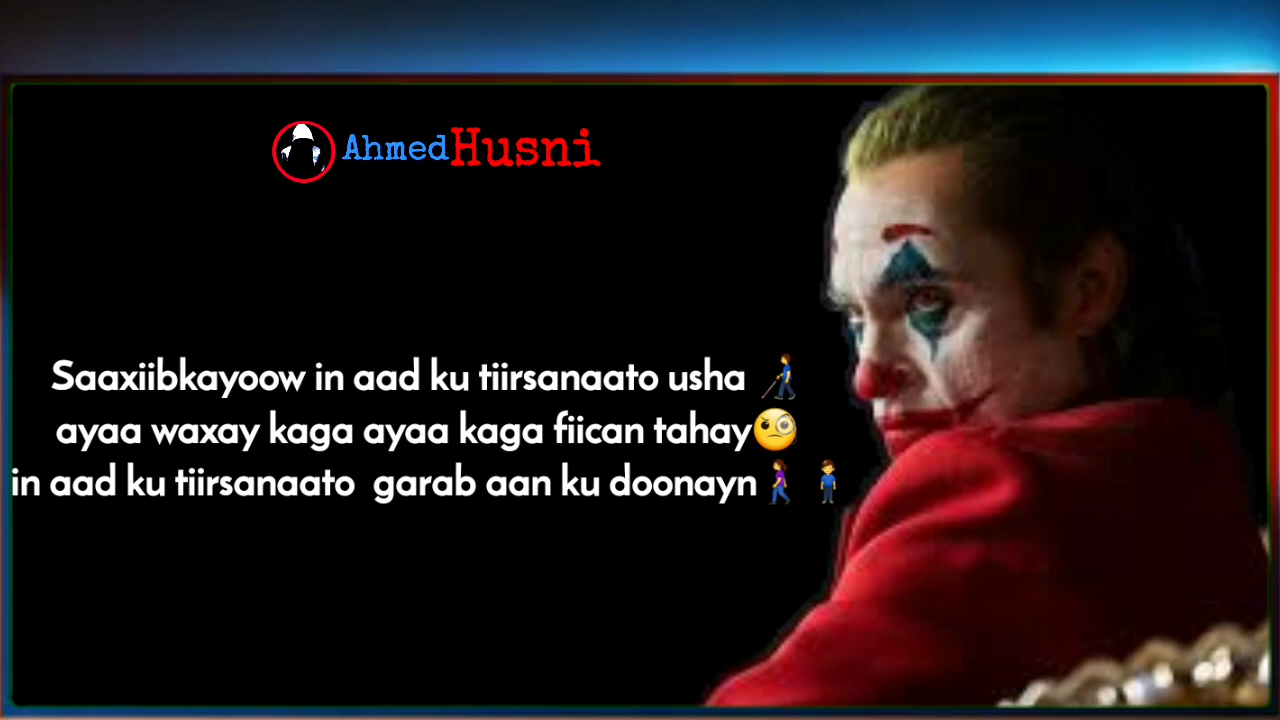 AhmedHusni
Saaxiibkayoow in aad ku tiirsanaato usha 👨‍🦯
ayaa waxay kaga ayaa kaga fiican tahay🧐
in aad ku tiirsanaato garab aan ku doonayn🚶‍♀️ 🧍‍♂️